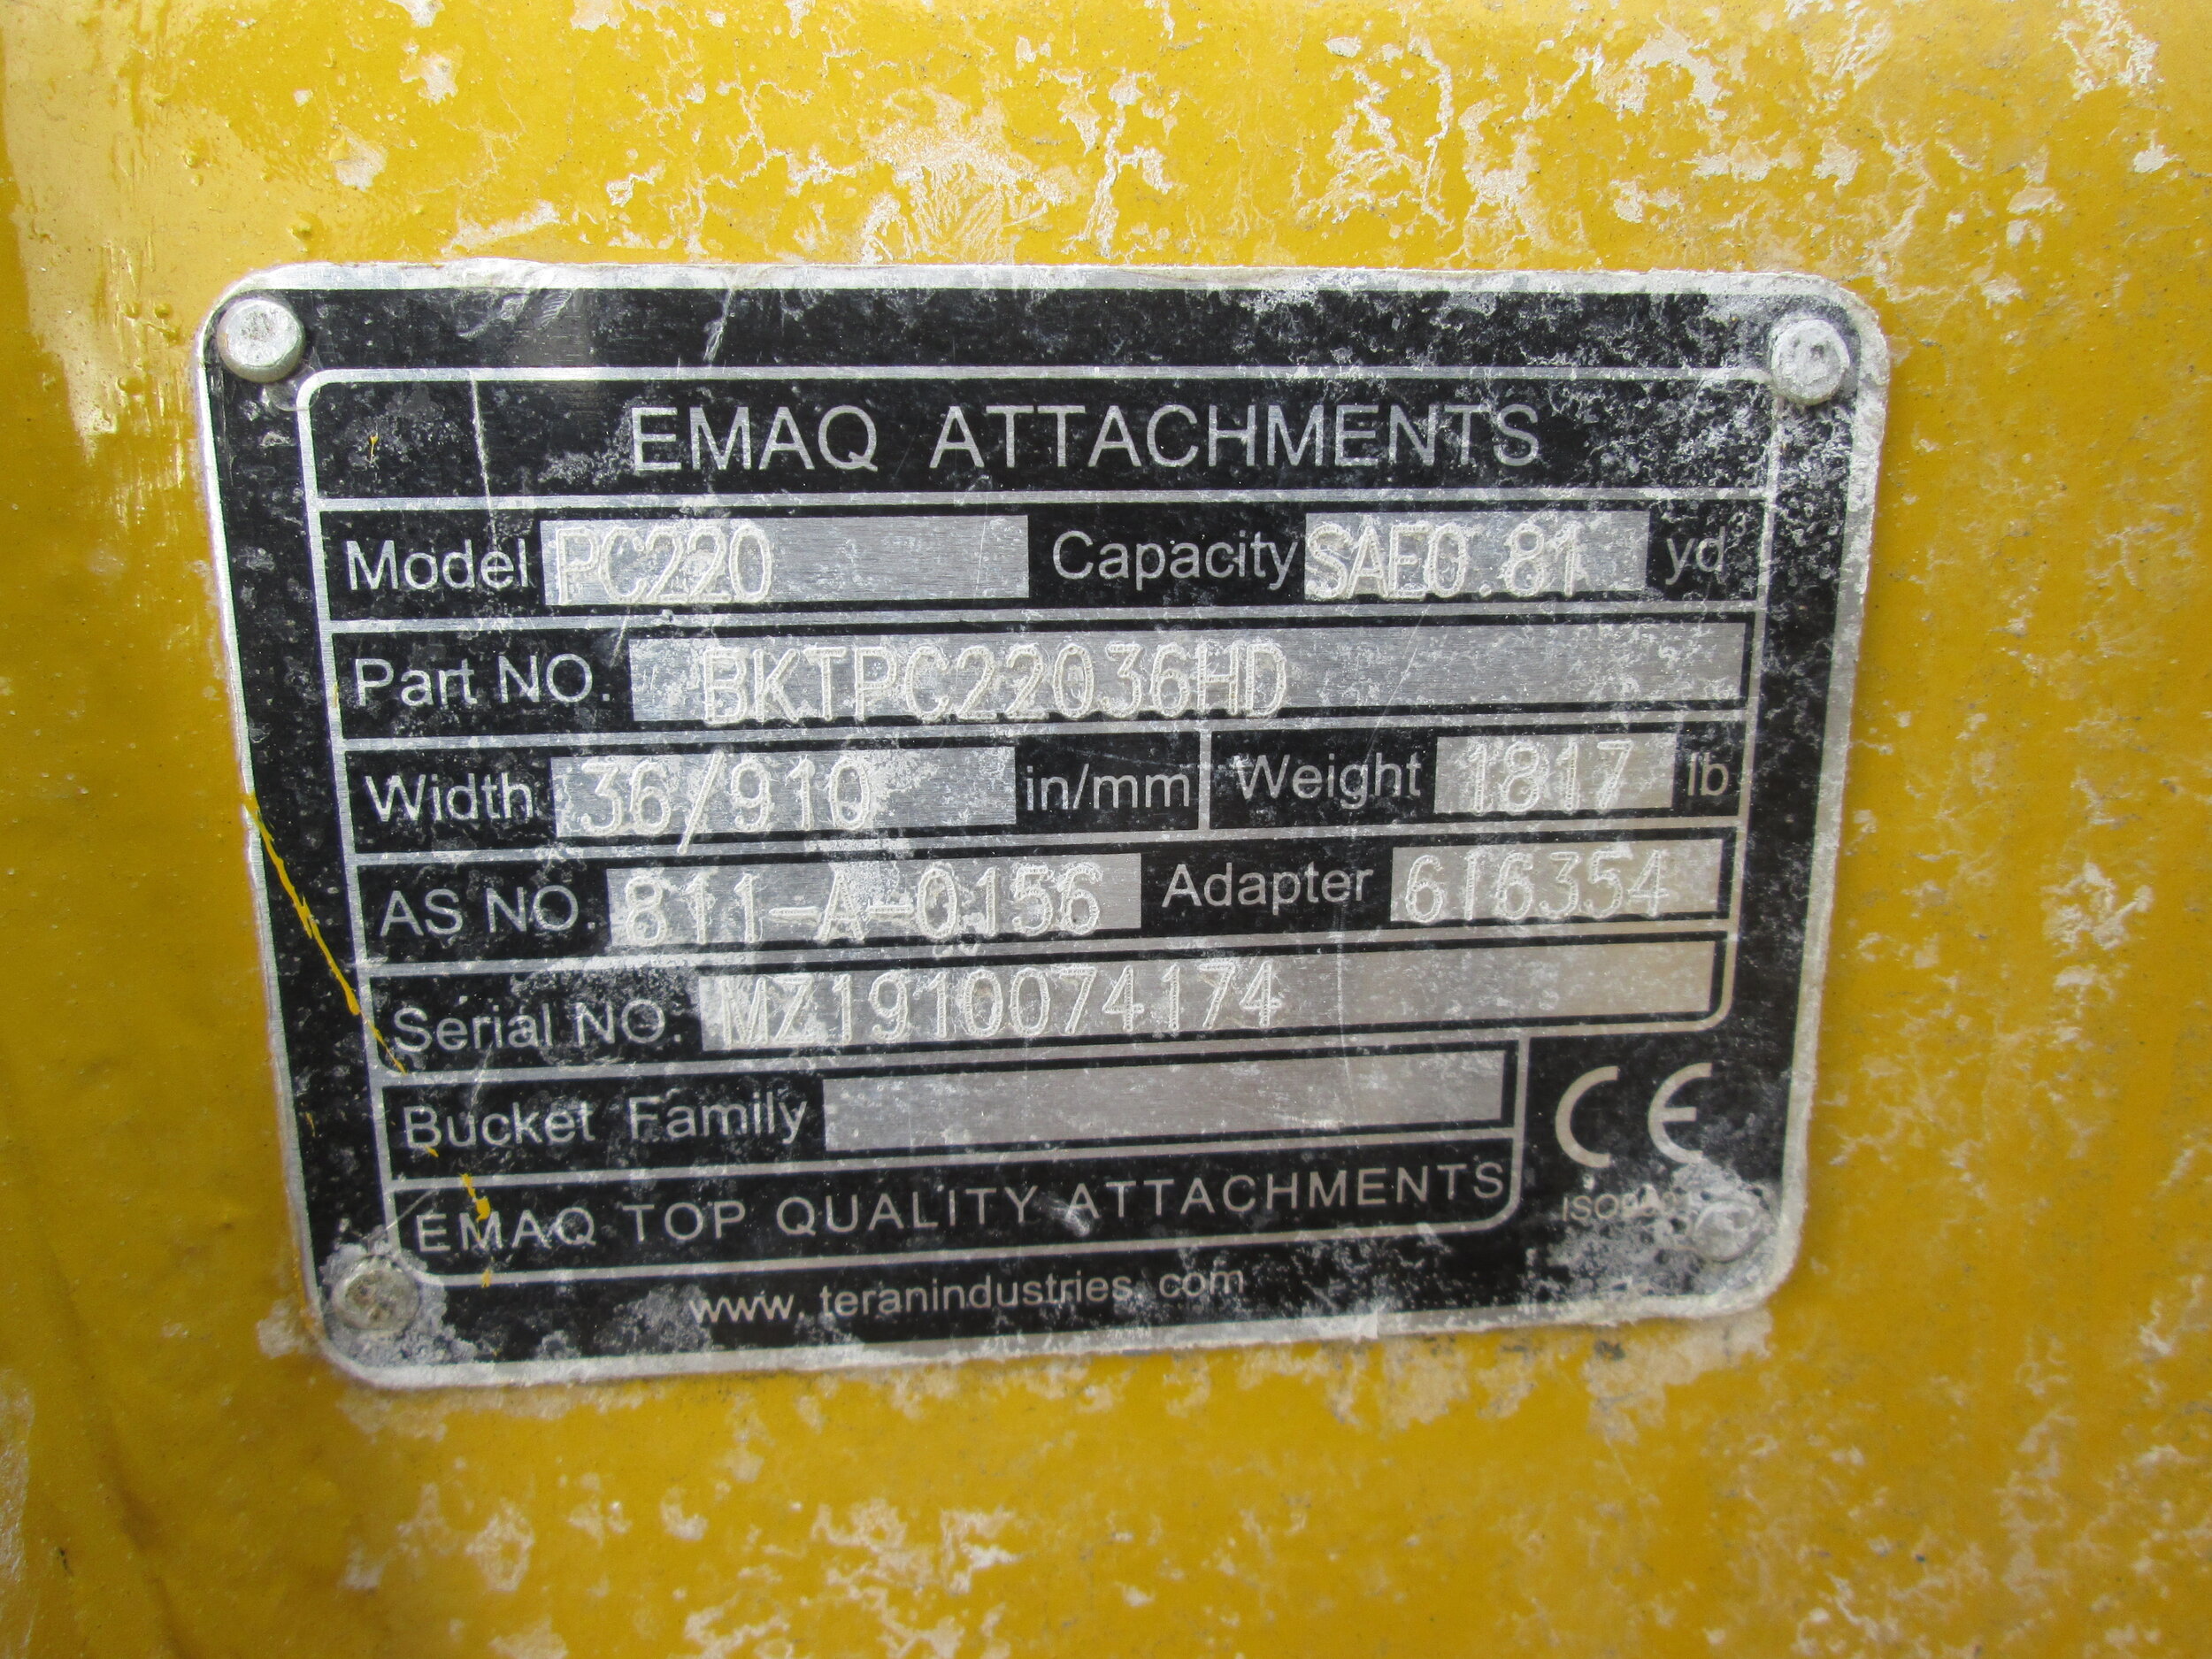 EMAQ ATTACHMENTS
Model PC220 Capacity SAE0.81 yd
Part NO. BKTPC22036HD
Width 36/910 in/mm Weight 1817 lb
AS NO. 811-A-0156 Adapter 616354
Serial NO. MZ1910074174
Bucket Family
CE
EMAQ TOP QUALITY ATTACHMENTS
www.teranindustries.com